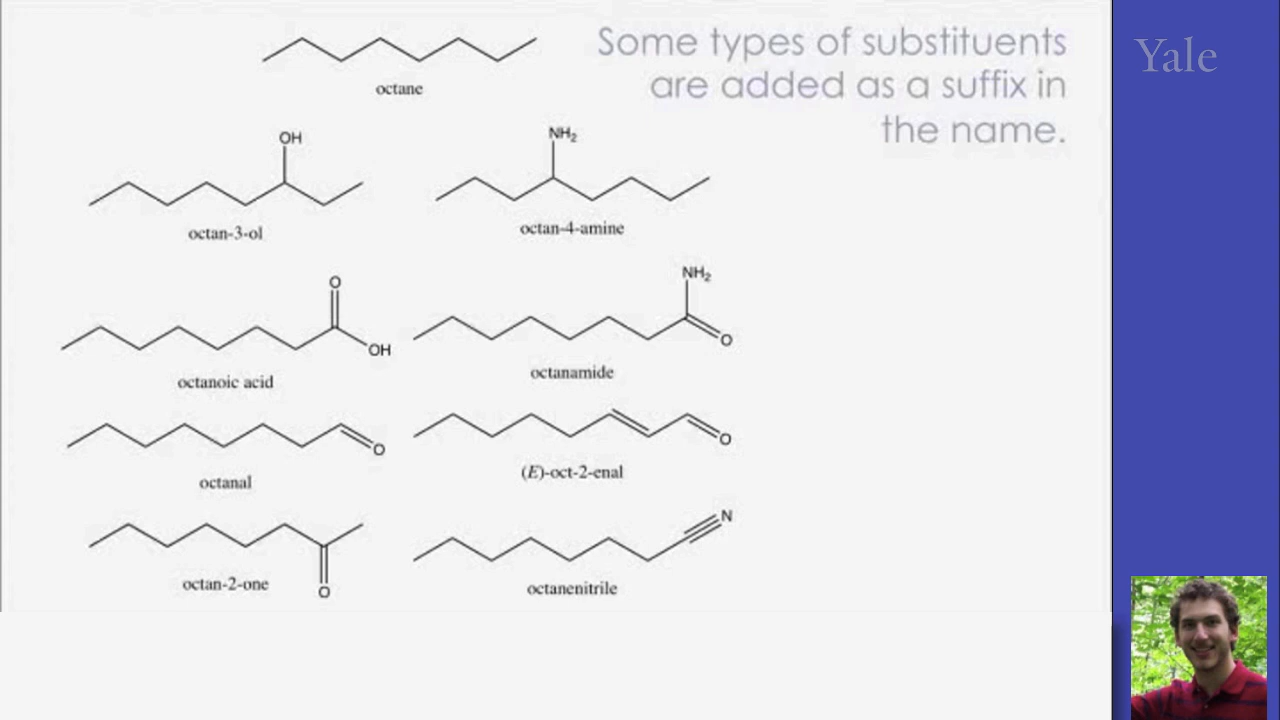 Some types of substituents
are added as a suffix in
the name.
Yale
octane
OH
octan-3-ol
NH₂
octan-4-amine
O
OH
octanoic acid
NH₂
O
octanamide
O
octanal
O
(E)-oct-2-enal
O
octan-2-one
N
octanenitrile